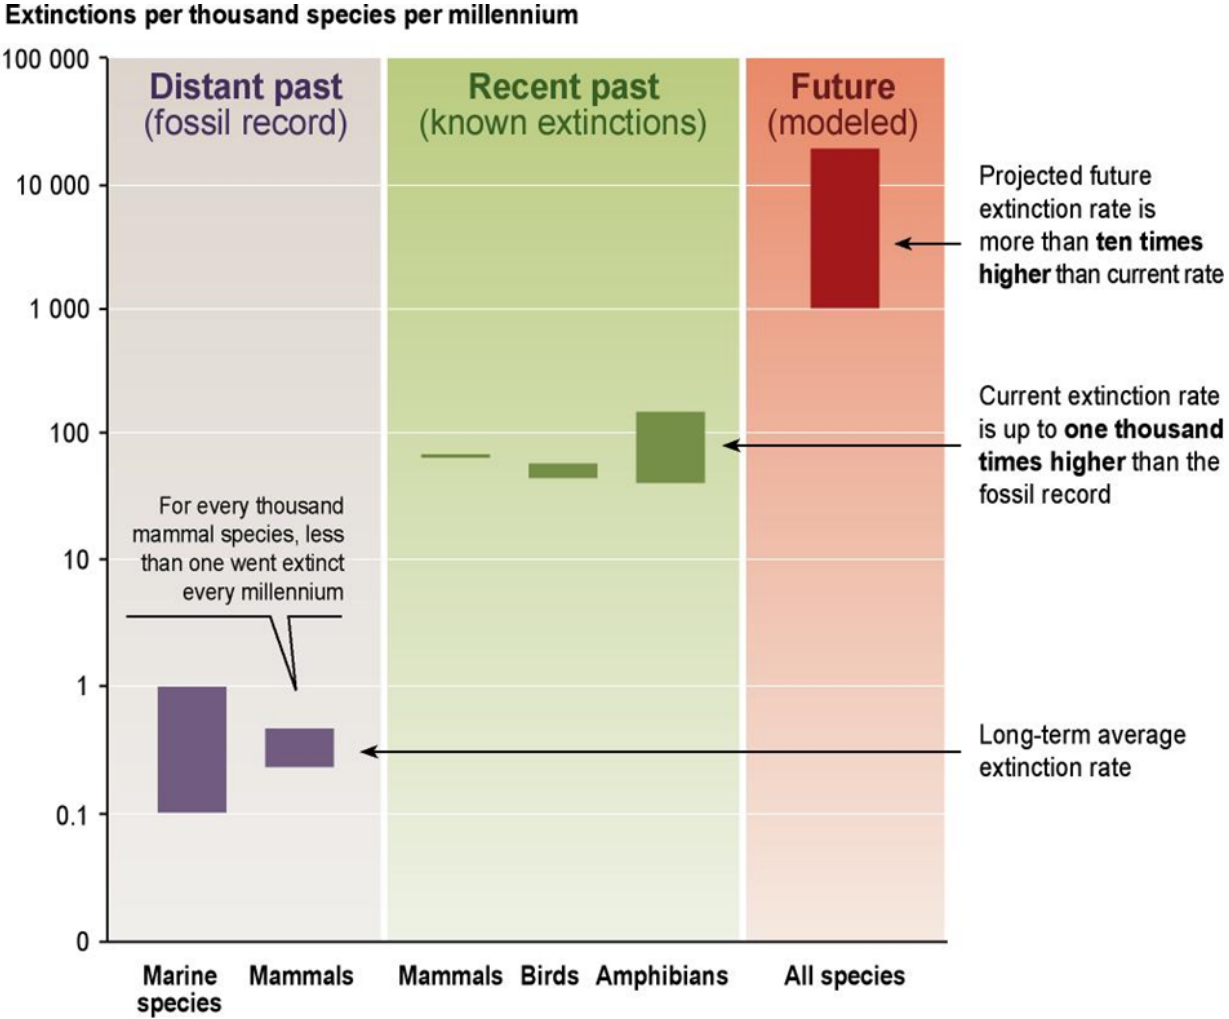 Extinctions per thousand species per millennium
100 000
10 000
1 000
100
10
1
0.1
0
Distant past
(fossil record)
Recent past
(known extinctions)
Future
(modeled)
For every thousand
mammal species, less
than one went extinct
every millennium
Projected future
extinction rate is
more than ten times
higher than current rate
Current extinction rate
is up to one thousand
times higher than the
fossil record
Long-term average
extinction rate
Marine
species
Mammals
Mammals
Birds
Amphibians
All species